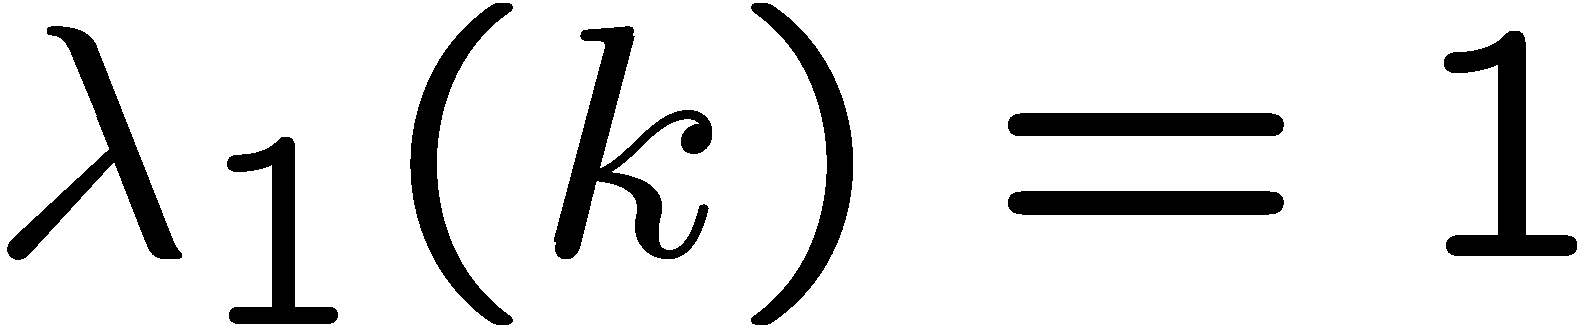 λ₁(k) = 1